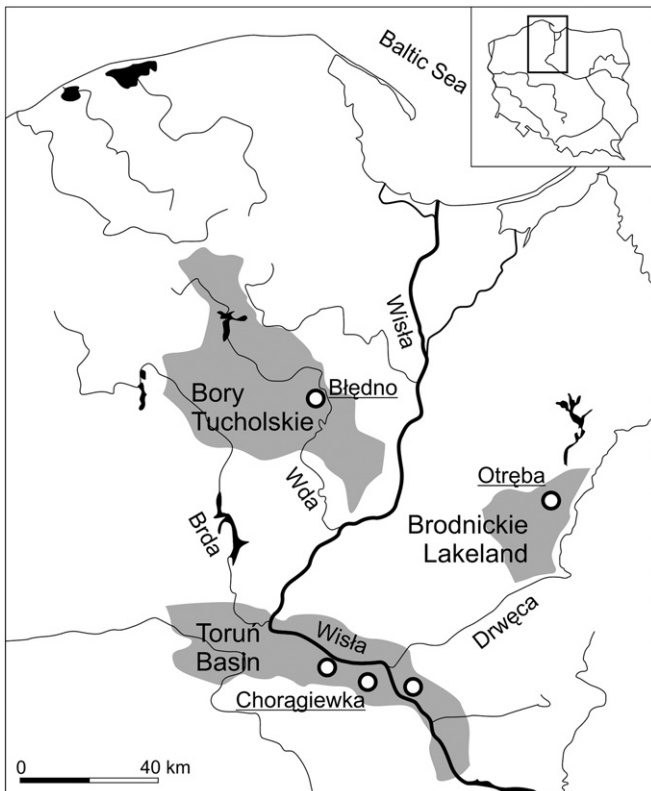 Baltic Sea
Wisła
Bory
Tucholskie
Błędno
Wda
Otręba
Brda
Brodnickie
Lakeland
Drwęca
Toruń
Basin
Wisła
Chorągiewka
0 40 km